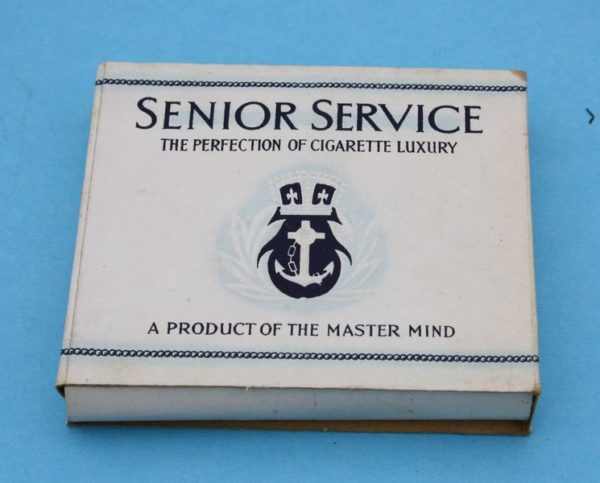 SENIOR SERVICE
THE PERFECTION OF CIGARETTE LUXURY
A PRODUCT OF THE MASTER MIND